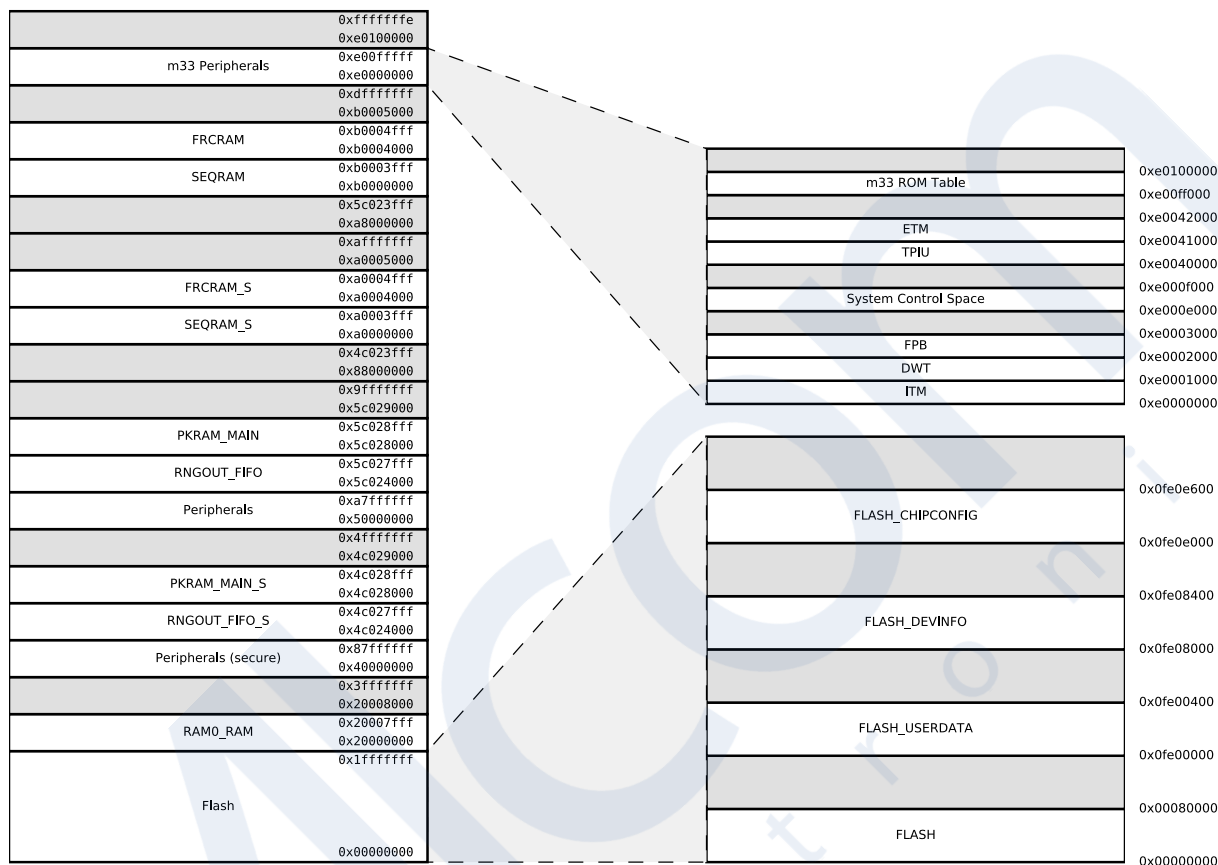 0xfffffffe
0xe0100000
m33 Peripherals
0xe00fffff
0xe0000000
0xdfffffff
0xb0005000
FRCRAM
0xb0004fff
0xb0004000
SEQRAM
0xb0003fff
0xb0000000
0x5c023fff
0xa8000000
0xafffffff
0xa0005000
FRCRAM_S
0xa0004fff
0xa0004000
SEQRAM_S
0xa0003fff
0xa0000000
0x4c023fff
0x88000000
0x9fffffff
0x5c029000
PKRAM_MAIN
0x5c028fff
0x5c028000
RNGOUT_FIFO
0x5c027fff
0x5c024000
Peripherals
0xa7ffffff
0x50000000
0x4fffffff
0x4c029000
PKRAM_MAIN_S
0x4c028fff
0x4c028000
RNGOUT_FIFO_S
0x4c027fff
0x4c024000
Peripherals (secure)
0x87ffffff
0x40000000
0x3fffffff
0x20008000
RAM0_RAM
0x20007fff
0x20000000
0x1fffffff
Flash
0x00000000
0xe0100000
m33 ROM Table
0xe00ff000
0xe0042000
ETM
0xe0041000
TPIU
0xe0040000
0xe000f000
System Control Space
0xe000e000
0xe0003000
FPB
0xe0002000
DWT
0xe0001000
ITM
0xe0000000
0x0fe0e600
FLASH_CHIPCONFIG
0x0fe0e000
0x0fe08400
FLASH_DEVINFO
0x0fe08000
0x0fe00400
FLASH_USERDATA
0x0fe00000
0x00080000
FLASH
0x00000000